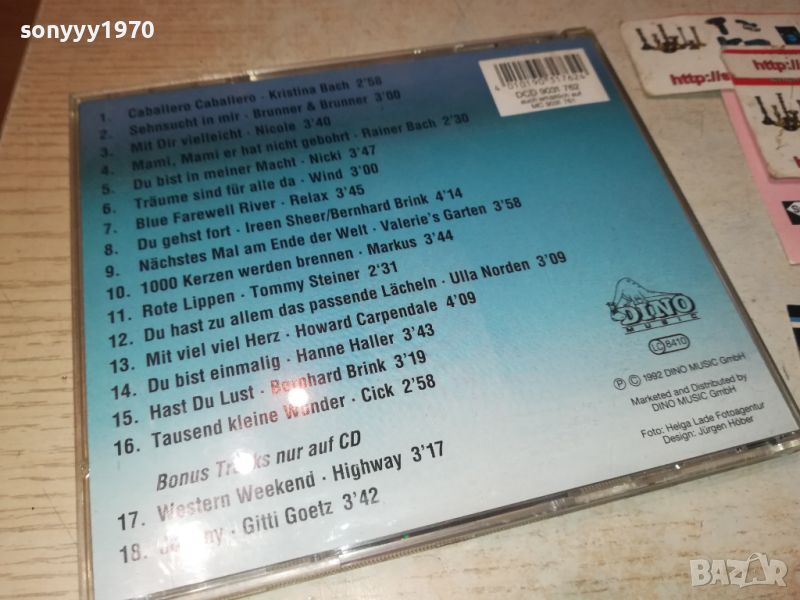 sonyyy1970
1. Caballero Caballero · Kristina Bach 2'58
2. Sehnsucht in mir · Brunner & Brunner 3'00
3. Mit Dir vielleicht · Nicole 3'40
4. Mami, Mami er hat nicht gebohrt · Rainer Bach 2'30
5. Du bist in meiner Macht · Nicki 3'47
6. Träume sind für alle da · Wind 3'00
7. Blue Farewell River · Relax 3'45
8. Du gehst fort · Ireen Sheer/Bernhard Brink 4'14
9. Nächstes Mal am Ende der Welt · Valerie's Garten 3'58
10. 1000 Kerzen werden brennen · Markus 3'44
11. Rote Lippen · Tommy Steiner 2'31
12. Du hast zu allem das passende Lächeln · Ulla Norden 3'09
13. Mit viel viel Herz · Howard Carpendale 4'09
14. Du bist einmalig · Hanne Haller 3'43
15. Hast Du Lust · Bernhard Brink 3'19
16. Tausend kleine Wunder · Cick 2'58
Bonus Tracks nur auf CD
17. Western Weekend · Highway 3'17
18. · Gitti Goetz 3'42
4 010190 317624
DCD 9031 762
auch erhältlich auf
MC 9031 761
DINO
MUSIC
LC 8410
Ⓟ © 1992 DINO MUSIC GmbH
Marketed and Distributed by
DINO MUSIC GmbH
Foto: Helga Lade Fotoagentur
Design: Jürgen Höber
http://s
http://
BAZAR